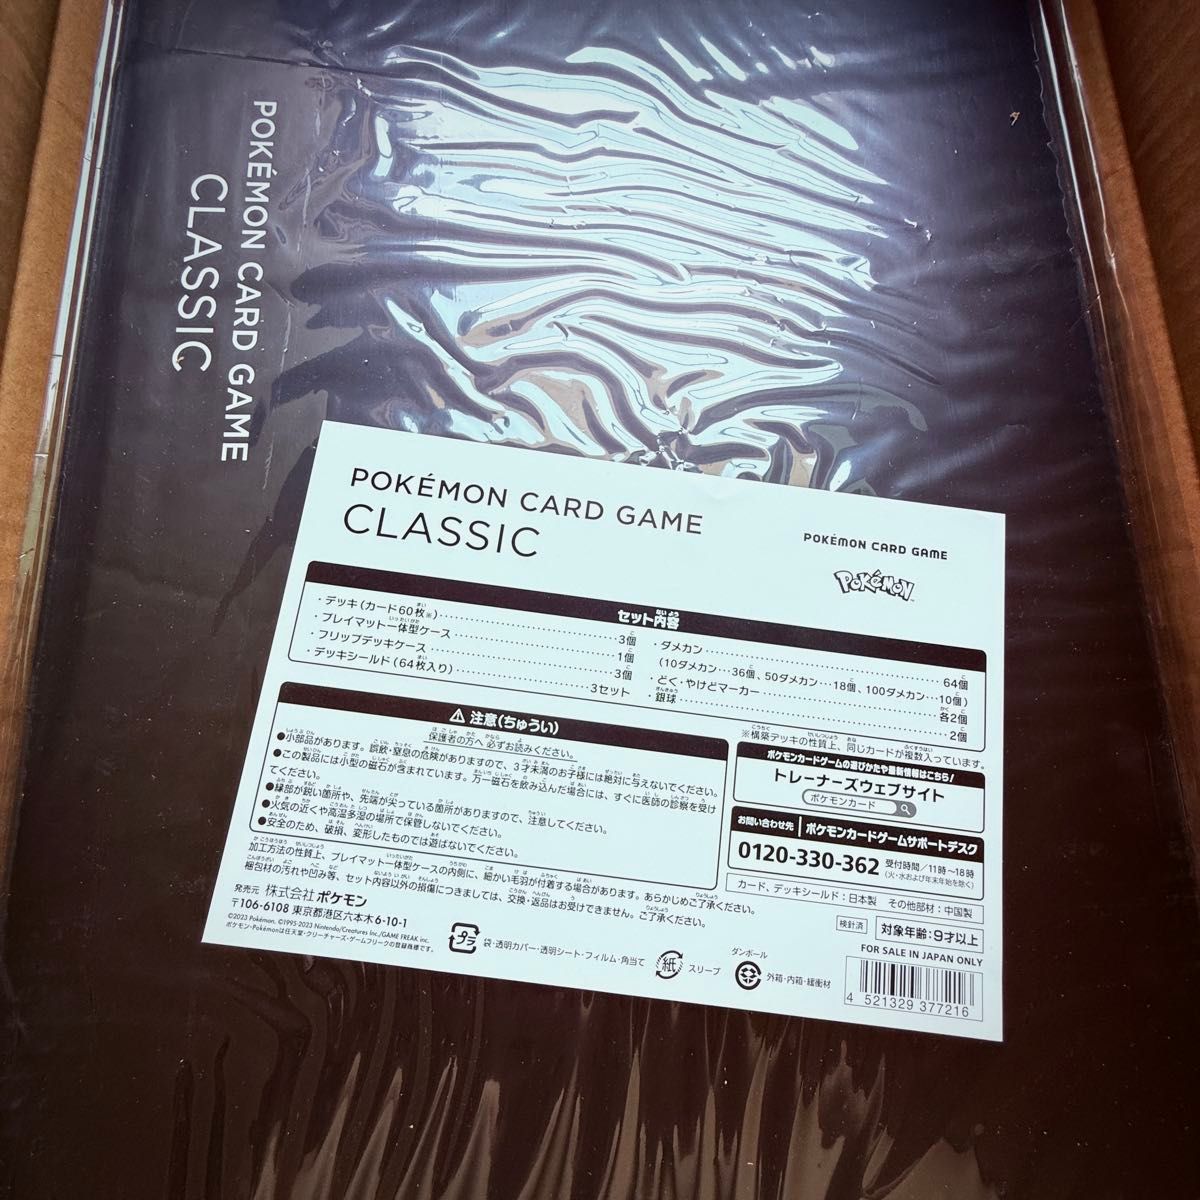 POKÉMON CARD GAME
CLASSIC
POKÉMON CARD GAME
CLASSIC
POKÉMON CARD GAME
Pokémon
セット内容
・デッキ(カード60枚※) 3個
・プレイマット一体型ケース 1個
・フリップデッキケース 3個
・デッキシールド(64枚入り) 3セット
・ダメカン 64個
(10ダメカン…36個、50ダメカン…18個、100ダメカン…10個)
・どく・やけどマーカー 各2個
・銀球 2個
※構築デッキの性質上、同じカードが複数入っています。
⚠ 注意(ちゅうい)
保護者の方へ 必ずお読みください。
●小部品があります。誤飲・窒息の危険がありますので、3才未満のお子様には絶対に与えないでください。
●この製品には小型の磁石が含まれています。万一磁石を飲み込んだ場合には、すぐに医師の診察を受け
てください。
●縁部が鋭い箇所や、先端が尖っている箇所がありますので、注意してください。
●火気の近くや高温多湿の場所で保管しないでください。
●安全のため、破損、変形したものでは遊ばないでください。
加工方法の性質上、プレイマット一体型ケースの内側に、細かい毛羽が付着する場合があります。あらかじめご了承ください。
梱包材の汚れや凹み等、セット内容以外の損傷につきましては、交換・返品はお受けできません。ご了承ください。
ポケモンカードゲームの遊びかたや最新情報はこちら!
トレーナーズウェブサイト
ポケモンカード
お問い合わせ先 ポケモンカードゲームサポートデスク
0120-330-362 受付時間/11時~18時
(火・水および年末年始を除く)
カード、デッキシールド:日本製 その他部材:中国製
検針済 対象年齢:9才以上
FOR SALE IN JAPAN ONLY
発売元 株式会社ポケモン
〒106-6108 東京都港区六本木6-10-1
©2023 Pokémon. ©1995-2023 Nintendo/Creatures Inc./GAME FREAK inc.
ポケモン・Pokémonは任天堂・クリーチャーズ・ゲームフリークの登録商標です。
プラ 袋・透明カバー・透明シート・フィルム・角当て
紙 スリーブ
ダンボール
外箱・内箱・緩衝材
4 521329 377216